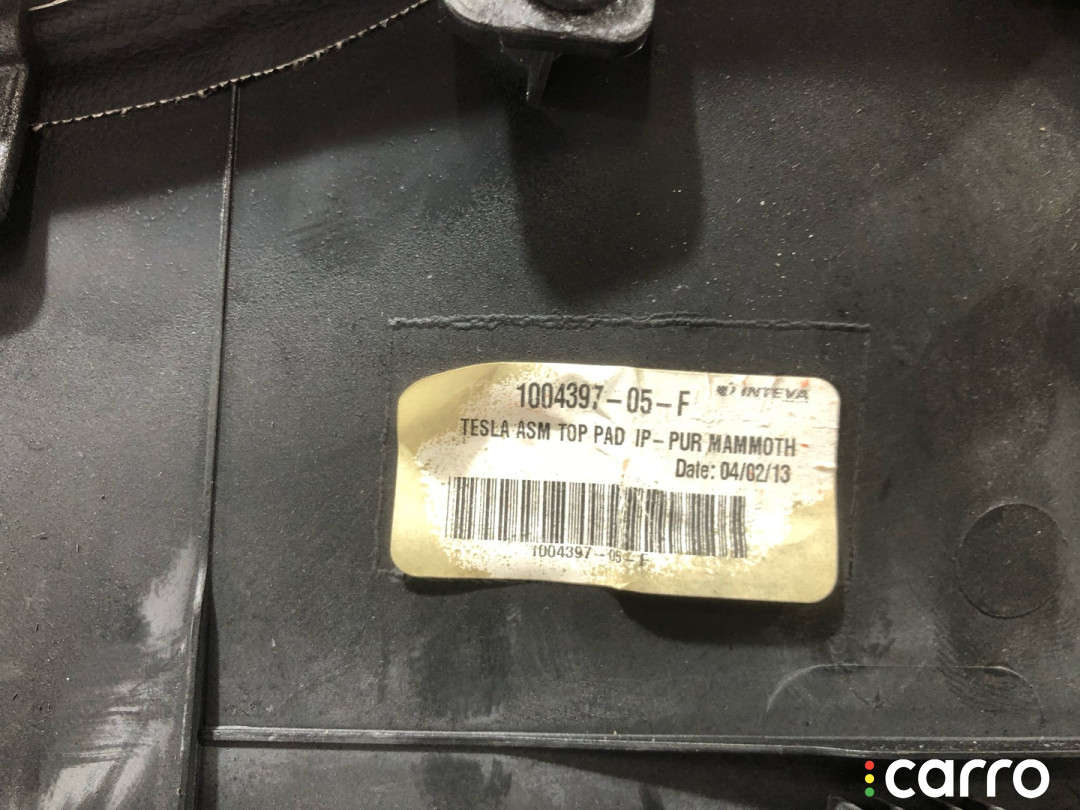 1004397-05-F
INTEVA
TESLA ASM TOP PAD IP- PUR MAMMOTH
Date: 04/02/13
1004397-05-F
carro